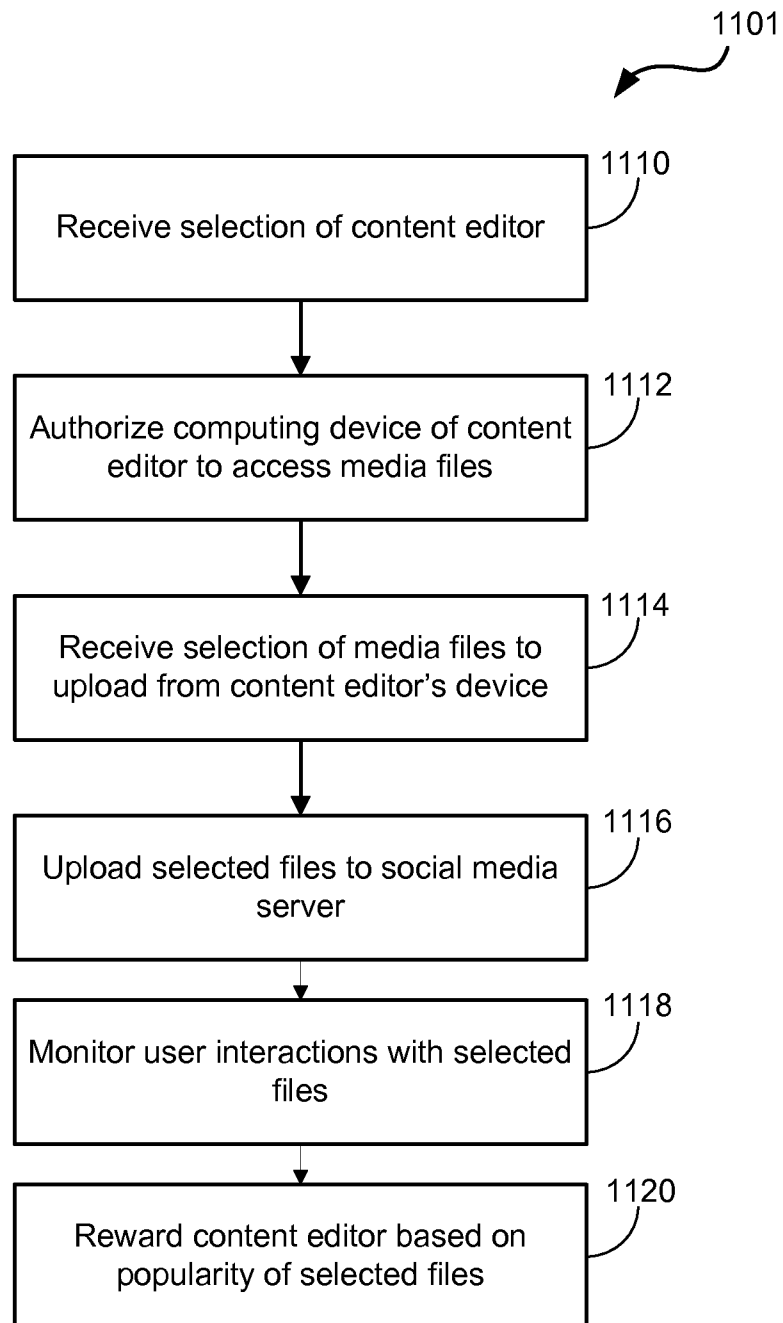 1101
1110
Receive selection of content editor
1112
Authorize computing device of content
editor to access media files
1114
Receive selection of media files to
upload from content editor’s device
1116
Upload selected files to social media
server
1118
Monitor user interactions with selected
files
1120
Reward content editor based on
popularity of selected files